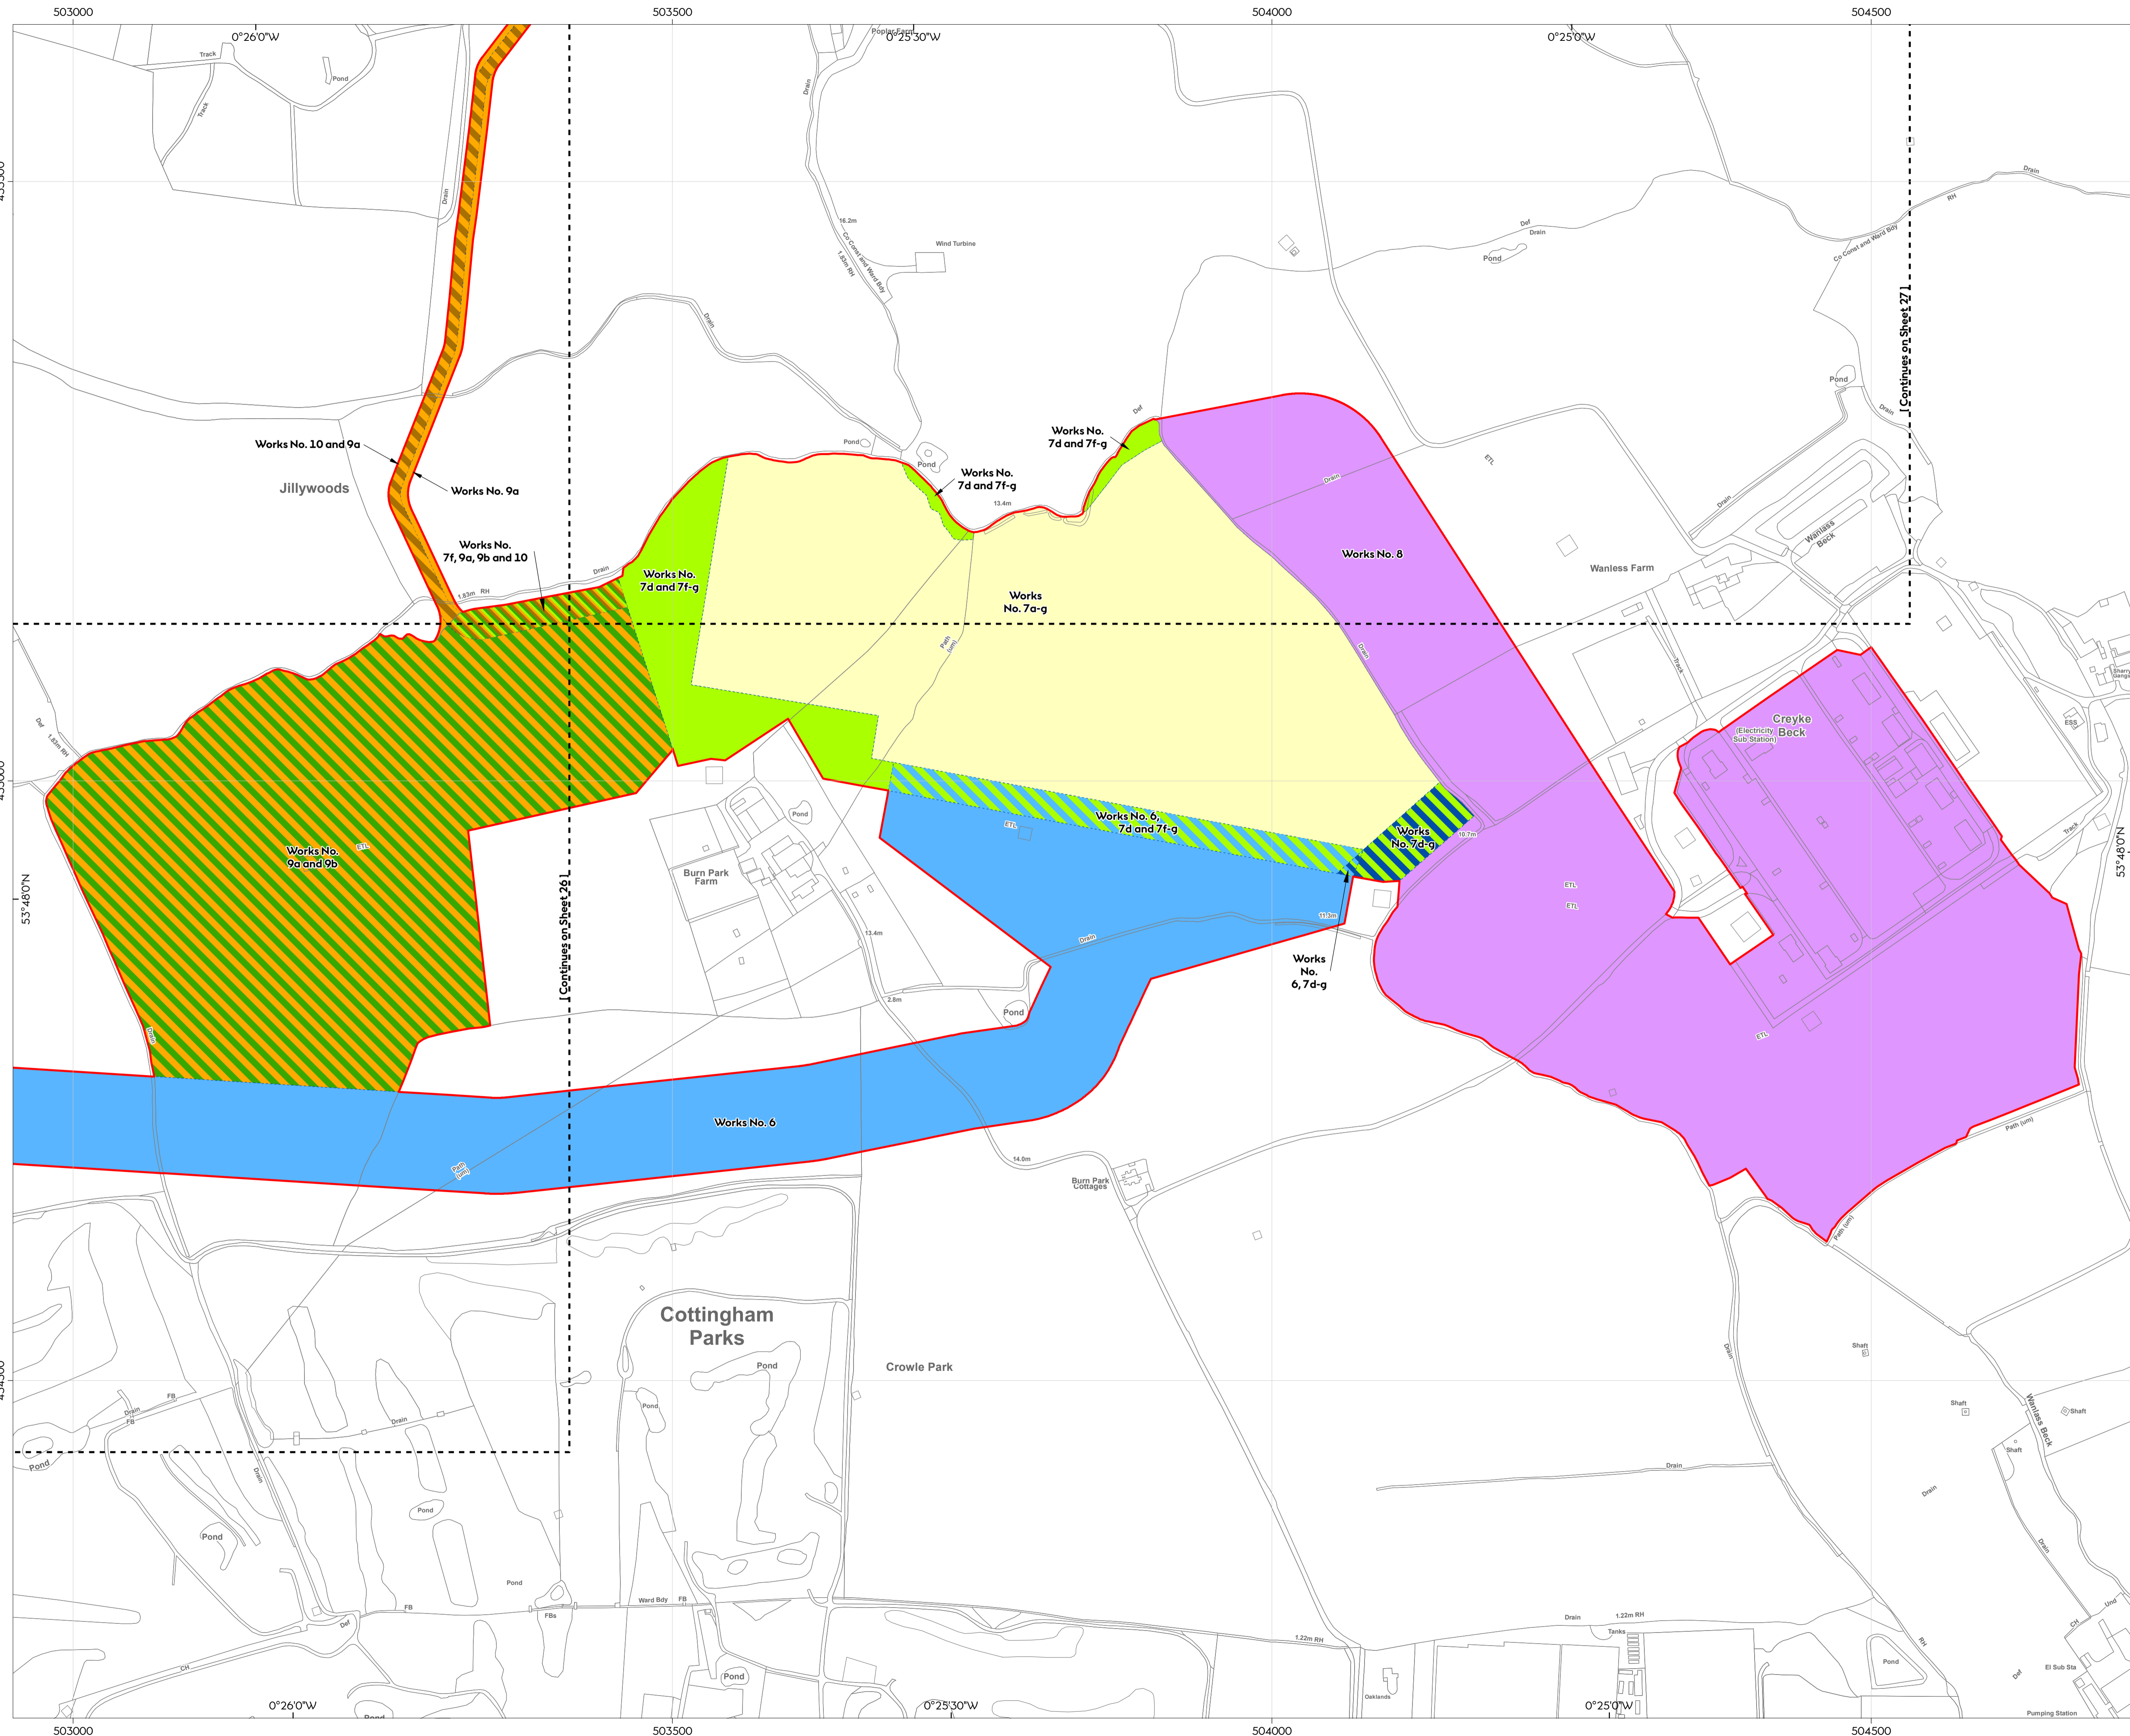 503000
503500
504000
504500
0°26'0"W
0°25'30"W
0°25'0"W
Poplar Farm
Track
Pond
Track
Drain
Drain
16.2m
Co Const and Ward Bdy
1.83m RH
Wind Turbine
Def
Drain
Pond
RH
Drain
Co Const and Ward Bdy
[ Continues on Sheet 27 ]
Drain
Pond
Drain
Def
Works No. 10 and 9a
Jillywoods
Works No. 9a
Works No.
7f, 9a, 9b and 10
Pond
Pond
Works No.
7d and 7f-g
Works No.
7d and 7f-g
13.4m
Drain
ETL
Drain
Wanlass
Beck
Works No. 8
Wanless Farm
1.83m RH
Drain
Works No.
7d and 7f-g
Works
No. 7a-g
Path
(um)
Drain
Track
Def
1.83m RH
Creyke
Beck
(Electricity
Sub Station)
ESS
Works No. 6,
7d and 7f-g
Works
No. 7d-g
10.7m
ETL
Pond
Track
53°48'0"N
53°48'0"N
Works No.
9a and 9b
ETL
[ Continues on Sheet 26 ]
Burn Park
Farm
13.4m
Drain
11.3m
ETL
ETL
Works
No.
6, 7d-g
2.8m
Pond
Drain
ETL
Works No. 6
Path
(um)
14.0m
Burn Park
Cottages
Path (um)
Path (um)
Cottingham
Parks
Crowle Park
Pond
Pond
Drain
Shaft
Shaft
Shaft
Shaft
Wanlass Beck
FB
Drain
FB
Drain
Pond
Drain
Pond
Pond
Drain
Drain
Drain
Pond
FBs
FB
Ward Bdy
FB
Def
CH
Pond
Pond
1.22m RH
Drain
1.22m RH
Tanks
Oaklands
Pond
RH
Def
CH
Und
El Sub Sta
Pumping Station
0°26'0"W
0°25'30"W
0°25'0"W
503000
503500
504000
504500